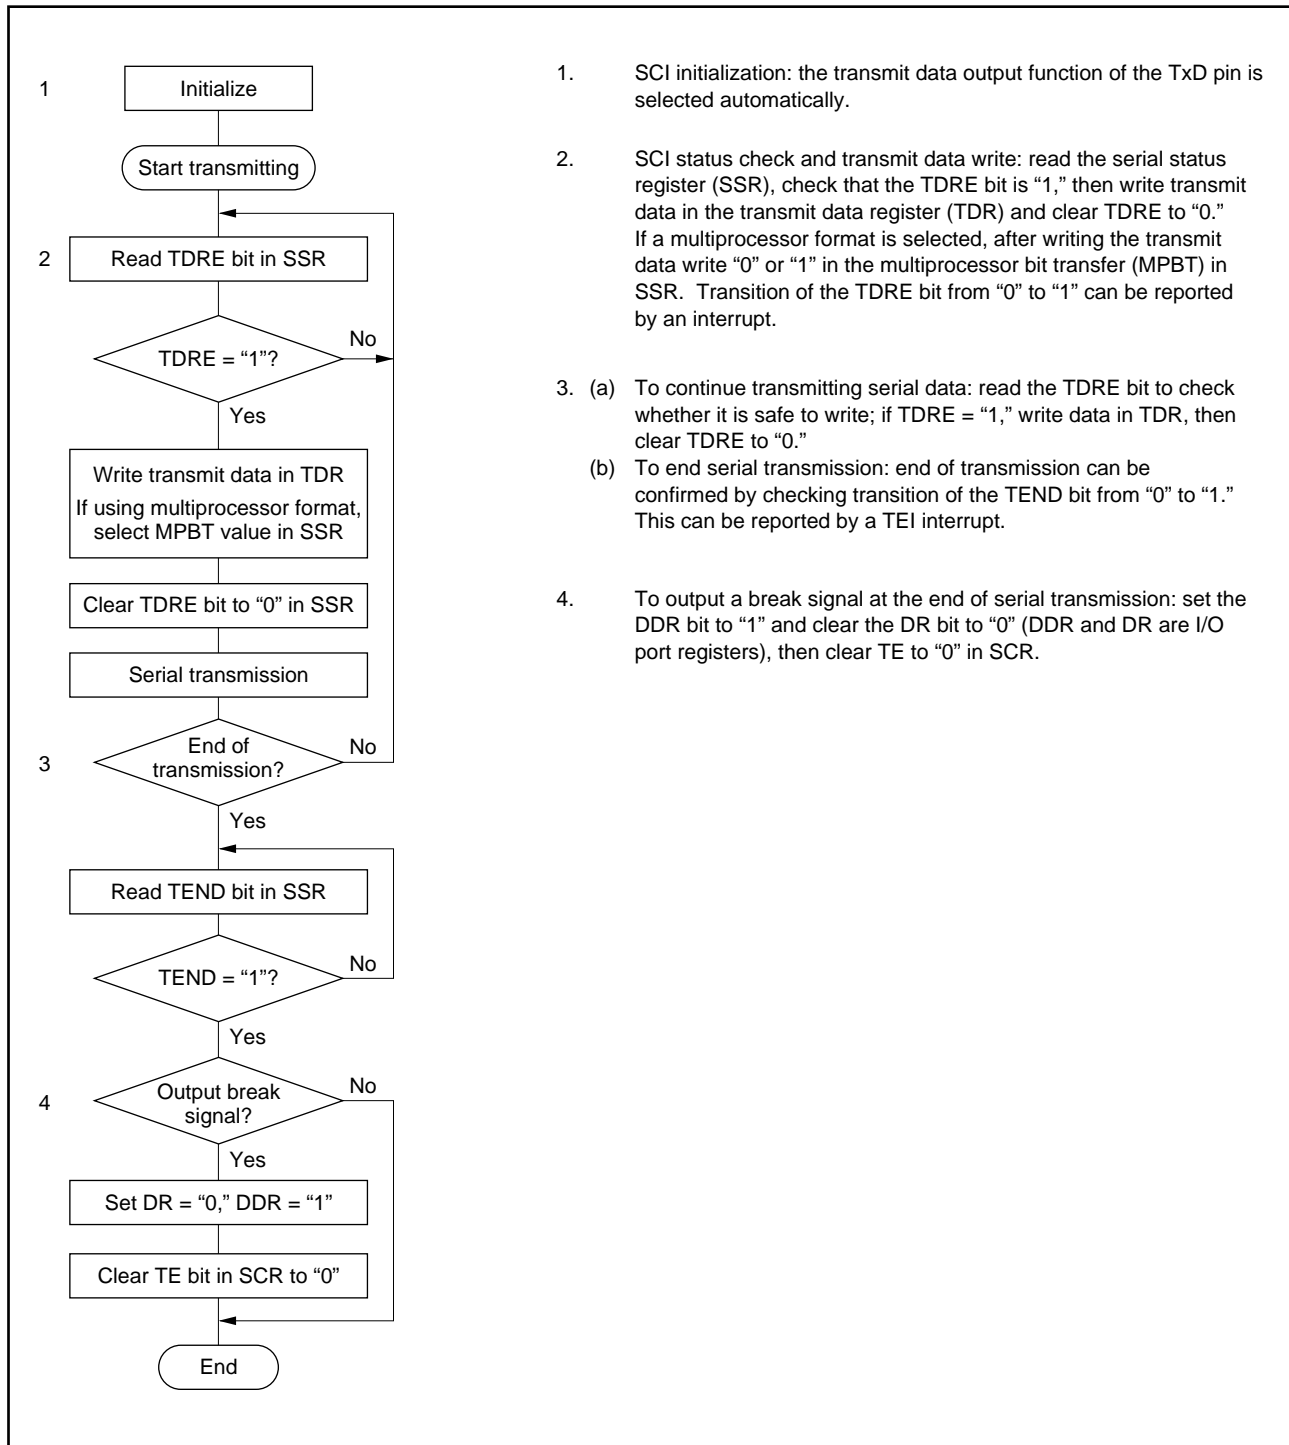 1
Initialize
Start transmitting
2
Read TDRE bit in SSR
TDRE = “1”?
No
Yes
Write transmit data in TDR
If using multiprocessor format,
select MPBT value in SSR
Clear TDRE bit to “0” in SSR
Serial transmission
3
End of
transmission?
No
Yes
Read TEND bit in SSR
TEND = “1”?
No
Yes
4
Output break
signal?
No
Yes
Set DR = “0,” DDR = “1”
Clear TE bit in SCR to “0”
End
1. SCI initialization: the transmit data output function of the TxD pin is
selected automatically.
2. SCI status check and transmit data write: read the serial status
register (SSR), check that the TDRE bit is “1,” then write transmit
data in the transmit data register (TDR) and clear TDRE to “0.”
If a multiprocessor format is selected, after writing the transmit
data write “0” or “1” in the multiprocessor bit transfer (MPBT) in
SSR. Transition of the TDRE bit from “0” to “1” can be reported
by an interrupt.
3. (a) To continue transmitting serial data: read the TDRE bit to check
whether it is safe to write; if TDRE = “1,” write data in TDR, then
clear TDRE to “0.”
(b) To end serial transmission: end of transmission can be
confirmed by checking transition of the TEND bit from “0” to “1.”
This can be reported by a TEI interrupt.
4. To output a break signal at the end of serial transmission: set the
DDR bit to “1” and clear the DR bit to “0” (DDR and DR are I/O
port registers), then clear TE to “0” in SCR.